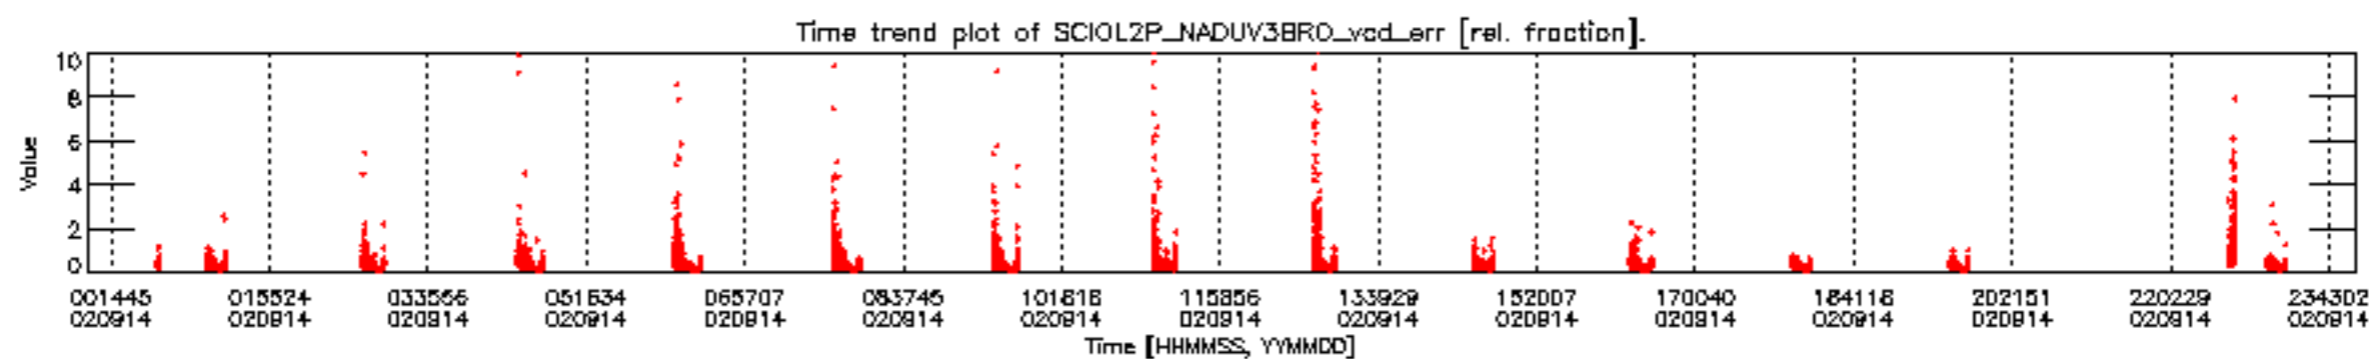 Time trend plot of SCIOL2P_NADUV3BRO_vcd_err [rel. fraction].
10
8
6
4
2
0
Value
001445 015524 033556 051634 065707 083745 101818 115856 133929 152007 170040 184118 202151 220229 234302
020914 020914 020914 020914 020914 020914 020914 020914 020914 020914 020914 020914 020914 020914 020914
Time [HHMMSS, YYMMDD]